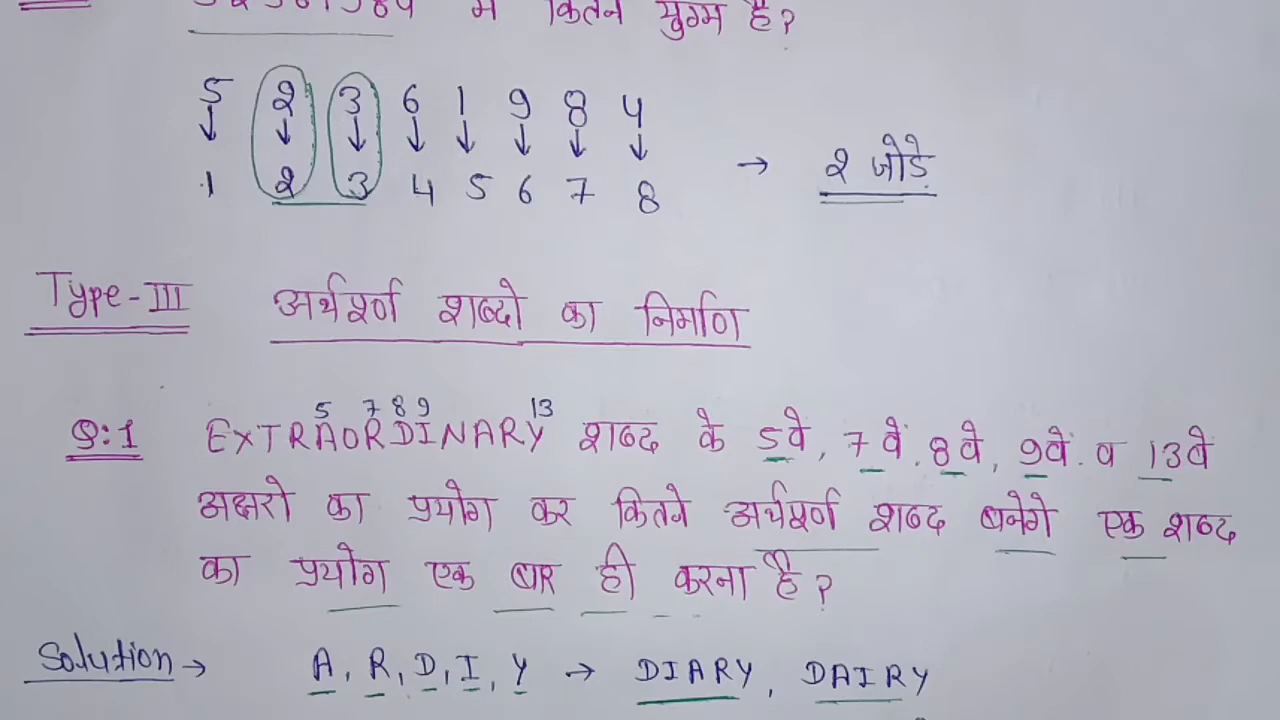 में कितने युग्म है?
5 2 3 6 1 9 8 4
↓ ↓ ↓ ↓ ↓ ↓ ↓ ↓ → 2 जोडे
1 2 3 4 5 6 7 8
Type-III अर्थपूर्ण शब्दो का निर्माण
5 7 8 9 13
Q:1 EXTRAORDINARY शब्द के 5वे, 7वें, 8वे, 9वें. व 13वे
अक्षरो का प्रयोग कर कितने अर्थपूर्ण शब्द बनेगे एक शब्द
का प्रयोग एक बार ही करना है?
Solution → A, R, D, I, Y → DIARY, DAIRY